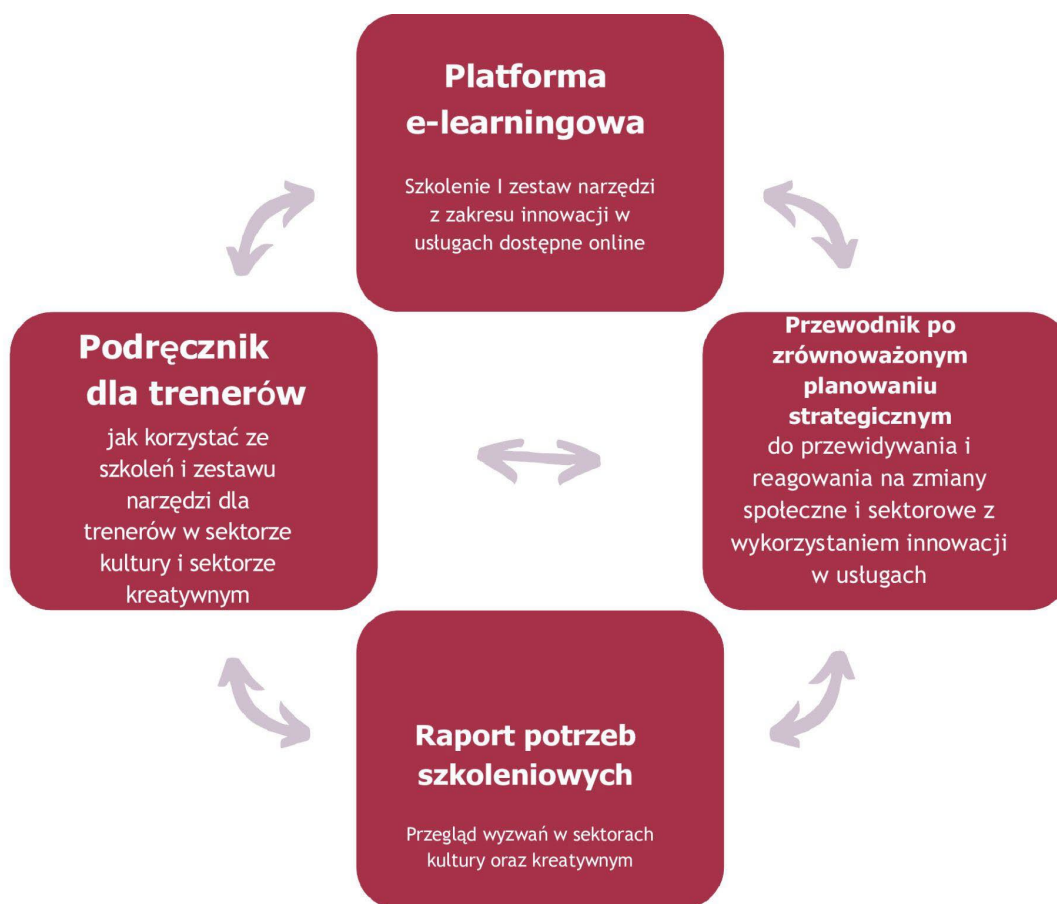 Platforma
e-learningowa
Szkolenie I zestaw narzędzi
z zakresu innowacji w
usługach dostępne online
Podręcznik
dla trenerów
jak korzystać ze
szkoleń i zestawu
narzędzi dla
trenerów w sektorze
kultury i sektorze
kreatywnym
Przewodnik po
zrównoważonym
planowaniu
strategicznym
do przewidywania i
reagowania na zmiany
społeczne i sektorowe z
wykorzystaniem innowacji
w usługach
Raport potrzeb
szkoleniowych
Przegląd wyzwań w sektorach
kultury oraz kreatywnym